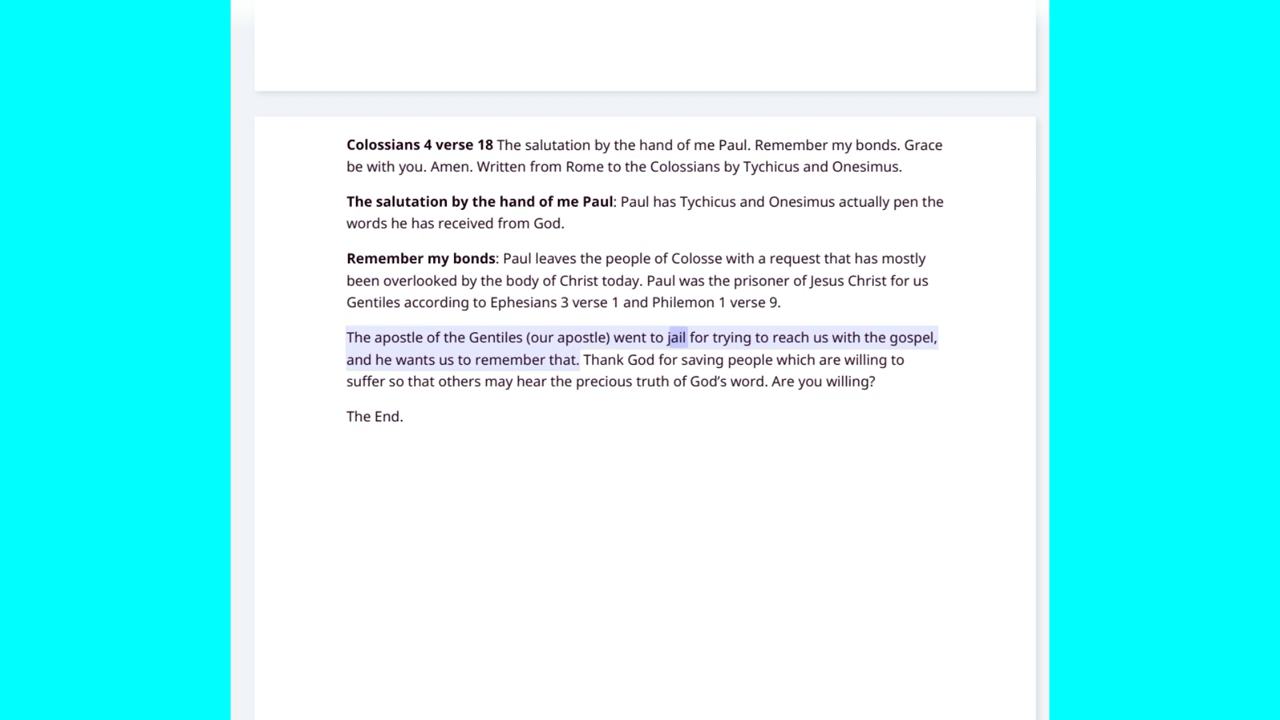 Colossians 4 verse 18 The salutation by the hand of me Paul. Remember my bonds. Grace
be with you. Amen. Written from Rome to the Colossians by Tychicus and Onesimus.
The salutation by the hand of me Paul: Paul has Tychicus and Onesimus actually pen the
words he has received from God.
Remember my bonds: Paul leaves the people of Colosse with a request that has mostly
been overlooked by the body of Christ today. Paul was the prisoner of Jesus Christ for us
Gentiles according to Ephesians 3 verse 1 and Philemon 1 verse 9.
The apostle of the Gentiles (our apostle) went to jail for trying to reach us with the gospel,
and he wants us to remember that. Thank God for saving people which are willing to
suffer so that others may hear the precious truth of God’s word. Are you willing?
The End.